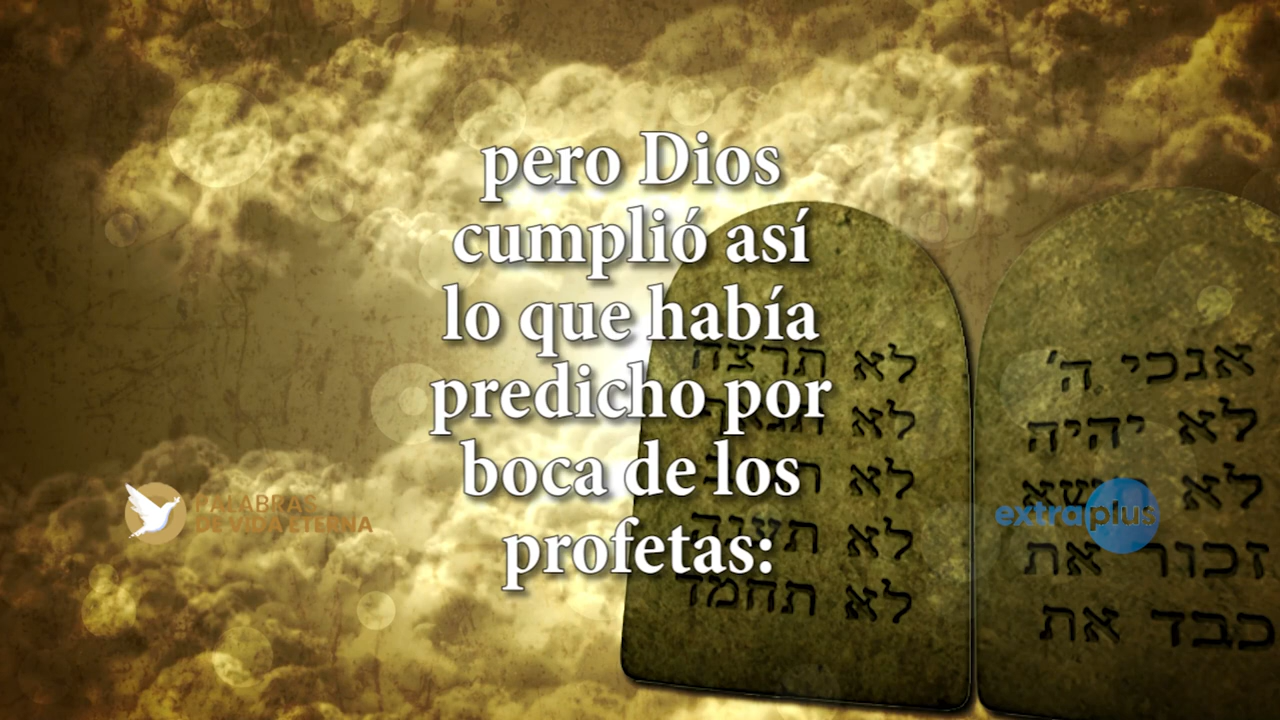 pero Dios
cumplió así
lo que había
predicho por
boca de los
profetas:
PALABRAS
DE VIDA ETERNA
extraplus
אנכי ה'
לא יהיה
לא
זכור את
כבד את
לא תרצה
לא
לא
לא
לא תחמד